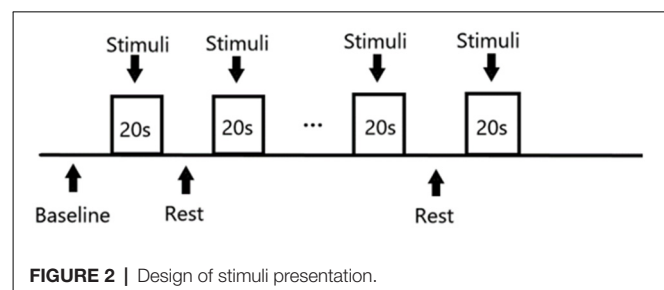 Stimuli Stimuli Stimuli Stimuli
20s 20s ... 20s 20s
Baseline Rest Rest
FIGURE 2 | Design of stimuli presentation.